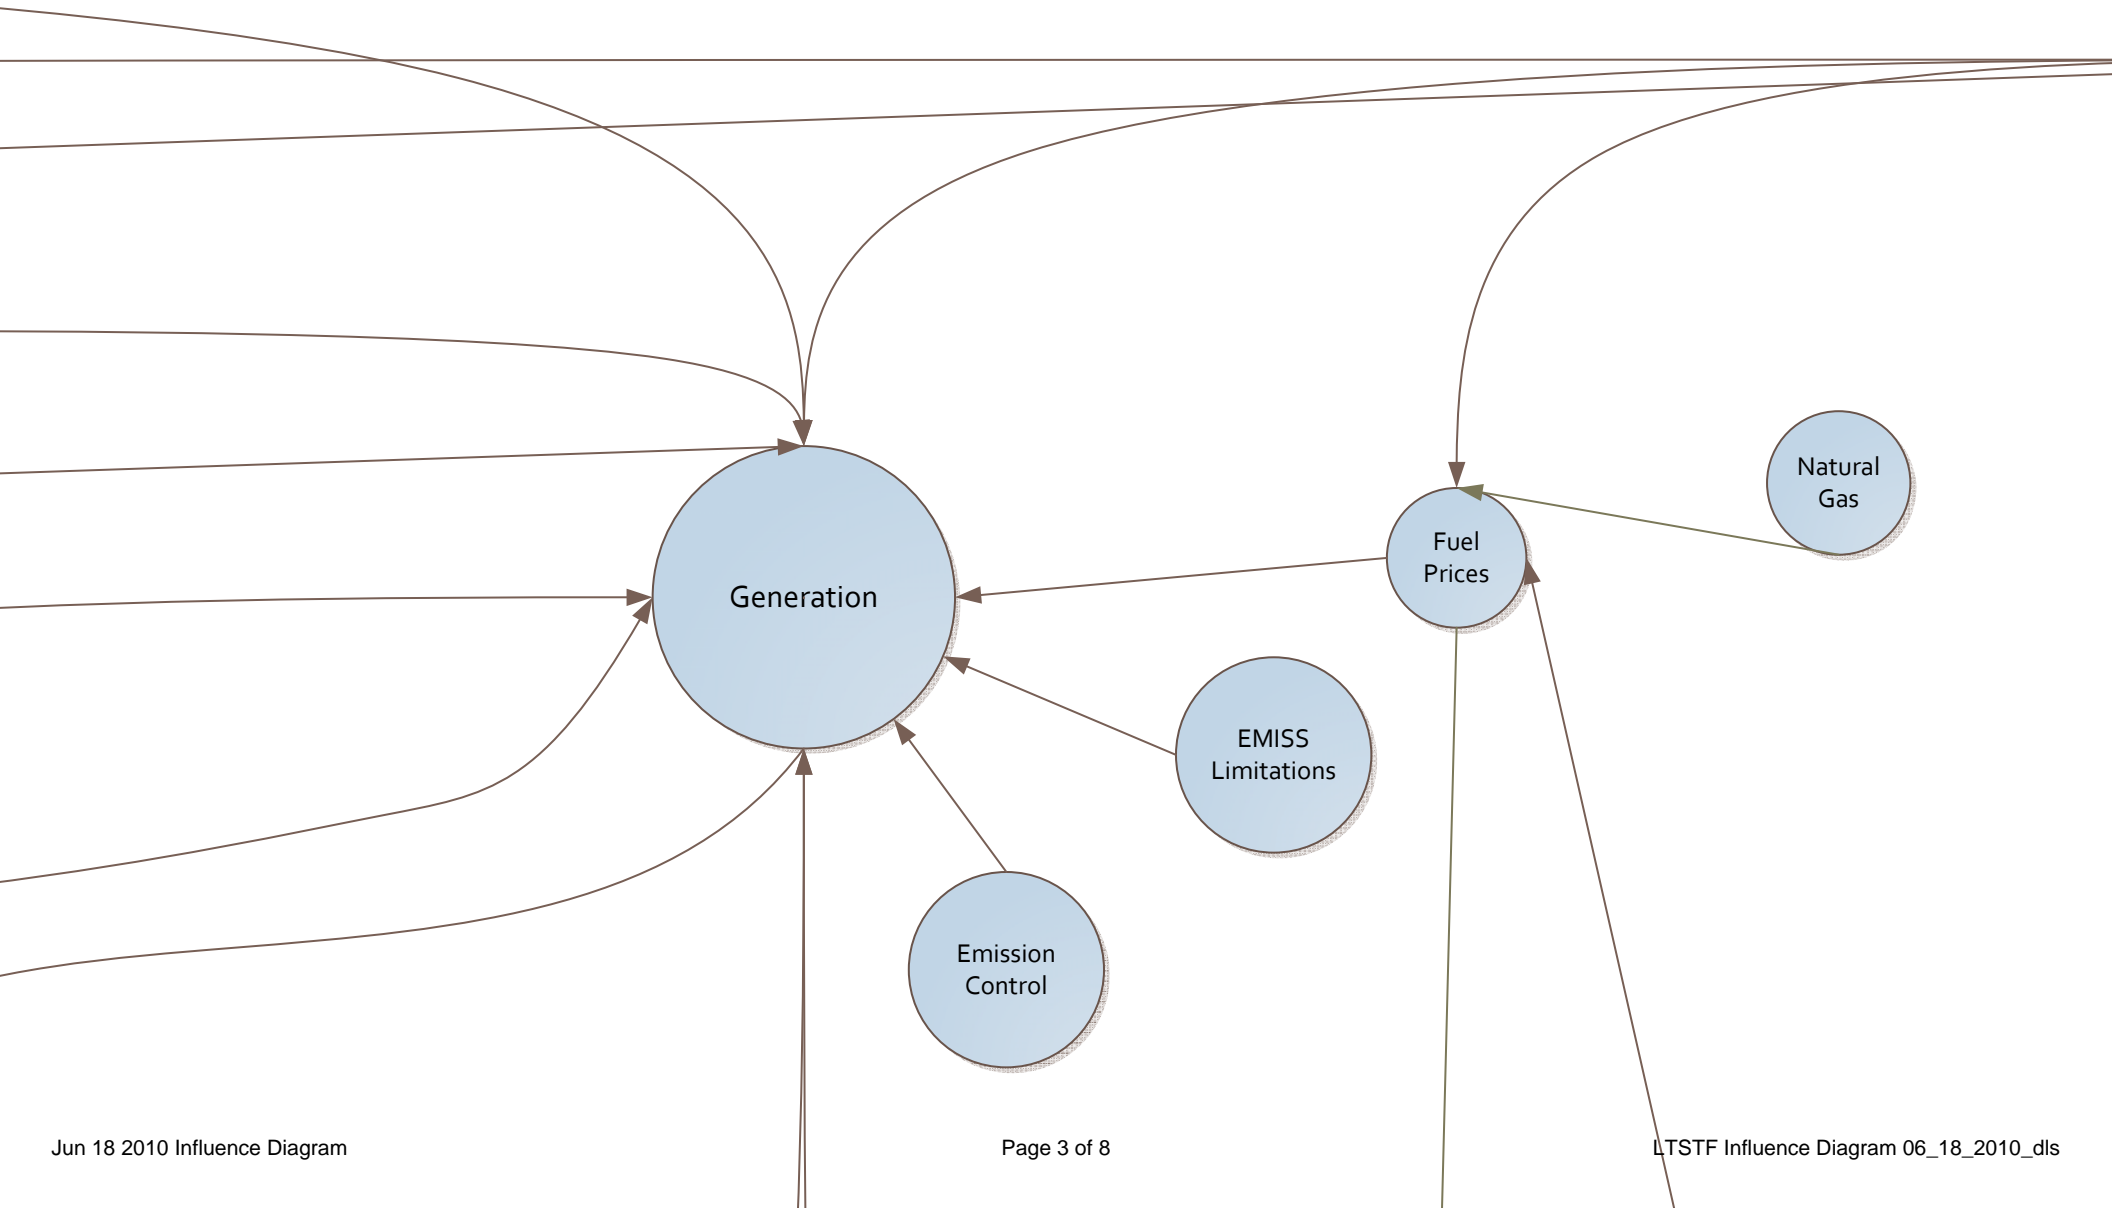 Natural
Gas
Fuel
Prices
Generation
EMISS
Limitations
Emission
Control
Jun 18 2010 Influence Diagram
Page 3 of 8
LTSTF Influence Diagram 06_18_2010_dls